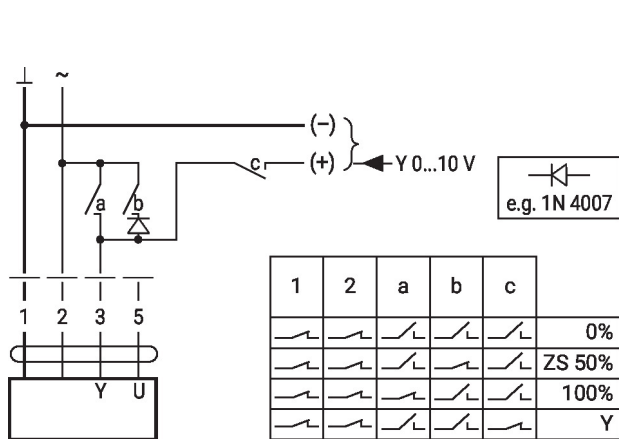 ⊥ ~
(−)
c (+) Y 0...10 V
a b
e.g. 1N 4007
1 2 3 5
Y U
1 2 a b c
0%
ZS 50%
100%
Y